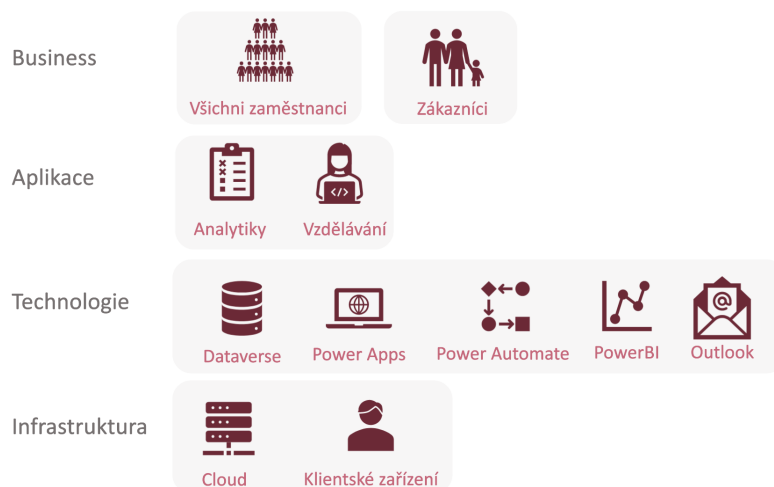 Business
Všichni zaměstnanci
Zákazníci
Aplikace
Analytiky
Vzdělávání
Technologie
Dataverse
Power Apps
Power Automate
PowerBI
Outlook
Infrastruktura
Cloud
Klientské zařízení